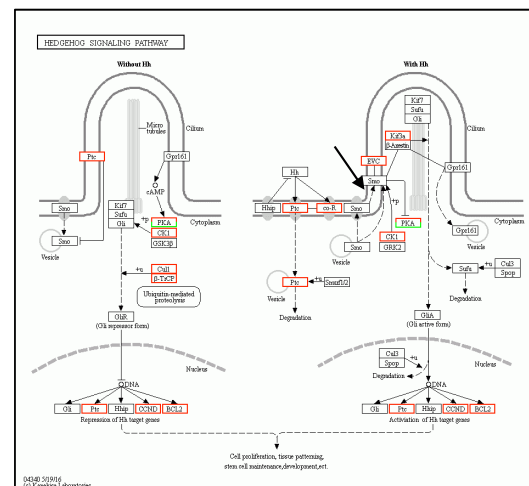 HEDGEHOG SIGNALING PATHWAY
Without Hh
With Hh
Micro
tubules
Cilium
Ptc
Gpr161
cAMP
Kif7
Sufu
Gli
+p
PKA
CK1
GSK3β
Cytoplasm
Smo
Smo
Vesicle
+u
Cul1
β-TrCP
Ubiquitin-mediated
proteolysis
GliR
(Gli repressor form)
Nucleus
DNA
Gli
Ptc
Hhip
CCND
BCL2
Repression of Hh target genes
Kif7
Sufu
Gli
Cilium
Kif3a
β-Arrestin
EVC
Smo
Gpr161
Hh
Hhip
Ptc
co-R
Smo
+p
PKA
CK1
GRK2
Cytoplasm
Gpr161
Vesicle
Smo
Vesicle
Ptc
+u
Smurf1/2
Vesicle
Degradation
Sufu
+u
Cul3
Spop
Degradation
GliA
(Gli active form)
Cul3
Spop
+u
Degradation
Nucleus
DNA
Gli
Ptc
Hhip
CCND
BCL2
Activation of Hh target genes
Cell proliferation, tissue patterning,
stem cell maintenance,development,ect.
04340 5/19/16
(c) Kanehisa Laboratories